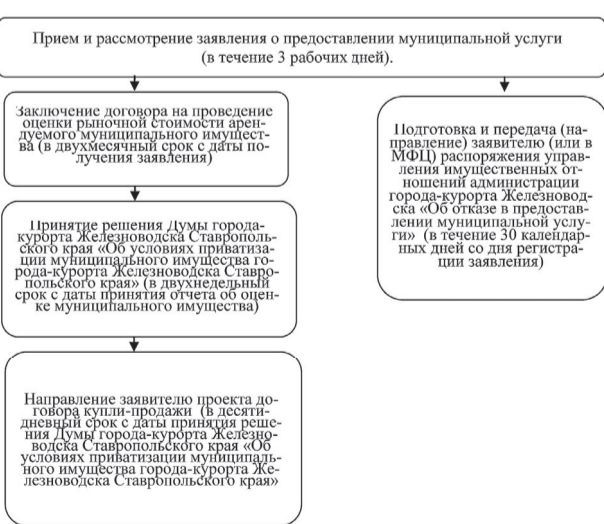 Прием и рассмотрение заявления о предоставлении муниципальной услуги
(в течение 3 рабочих дней).
Заключение договора на проведение
оценки рыночной стоимости арен-
дуемого муниципального имущест-
ва (в двухмесячный срок с даты по-
лучения заявления)
Принятие решения Думы города-
курорта Железноводска Ставрополь-
ского края «Об условиях приватиза-
ции муниципального имущества го-
рода-курорта Железноводска Ставро-
польского края» (в двухнедельный
срок с даты принятия отчета об оцен-
ке муниципального имущества)
Направление заявителю проекта до-
говора купли-продажи (в десяти-
дневный срок с даты принятия реше-
ния Думы города-курорта Железно-
водска Ставропольского края «Об
условиях приватизации муниципаль-
ного имущества города-курорта Же-
лезноводска Ставропольского края»
Подготовка и передача (на-
правление) заявителю (или в
МФЦ) распоряжения управ-
ления имущественных от-
ношений администрации
города-курорта Железновод-
ска «Об отказе в предостав-
лении муниципальной услу-
ги» (в течение 30 календар-
ных дней со дня регистра-
ции заявления)